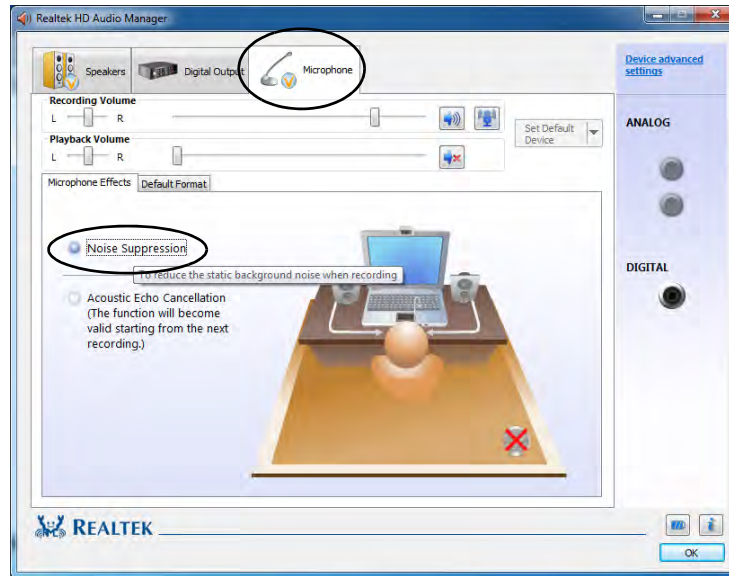 Realtek HD Audio Manager
Speakers
Digital Output
Microphone
Device advanced
settings
Recording Volume
L R
Set Default
Device
Playback Volume
L R
ANALOG
Microphone Effects
Default Format
Noise Suppression
To reduce the static background noise when recording
Acoustic Echo Cancellation
(The function will become
valid starting from the next
recording.)
DIGITAL
REALTEK
i
OK